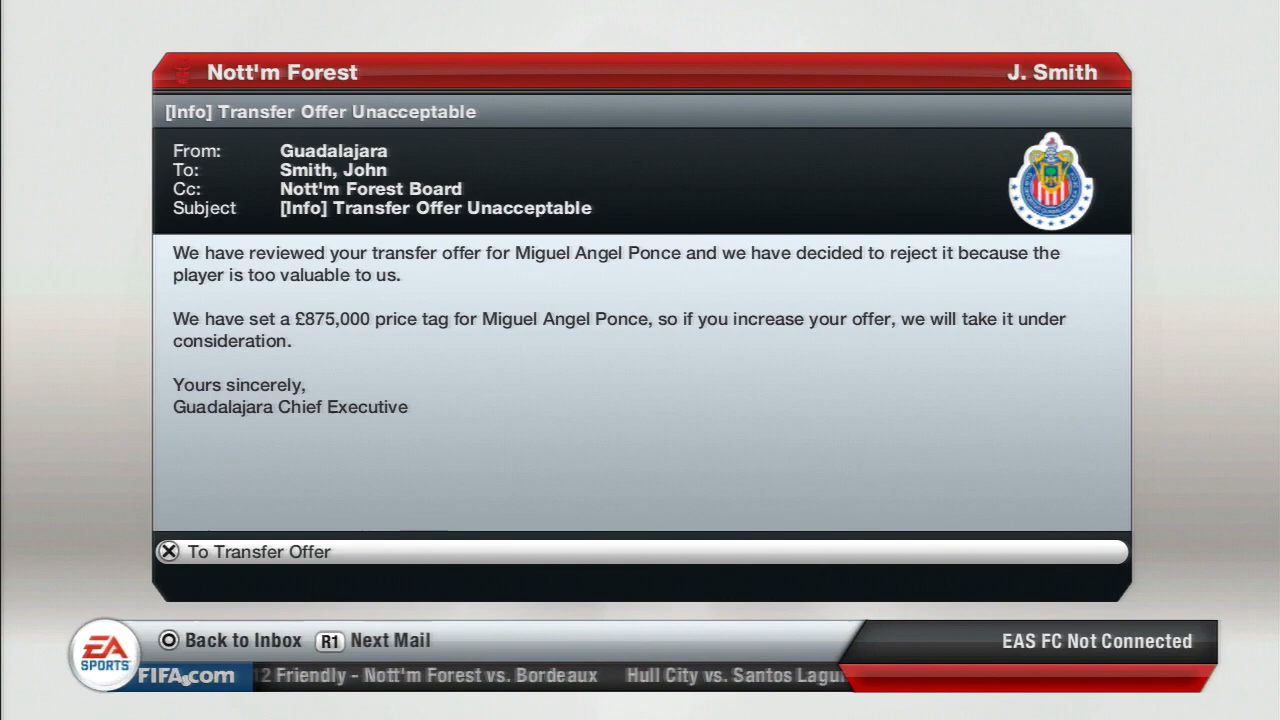 Nott'm Forest J. Smith
[Info] Transfer Offer Unacceptable
From: Guadalajara
To: Smith, John
Cc: Nott'm Forest Board
Subject [Info] Transfer Offer Unacceptable
We have reviewed your transfer offer for Miguel Angel Ponce and we have decided to reject it because the
player is too valuable to us.
We have set a £875,000 price tag for Miguel Angel Ponce, so if you increase your offer, we will take it under
consideration.
Yours sincerely,
Guadalajara Chief Executive
To Transfer Offer
Back to Inbox R1 Next Mail
EAS FC Not Connected
EA
SPORTS
FIFA.com
12 Friendly - Nott'm Forest vs. Bordeaux Hull City vs. Santos Lagu